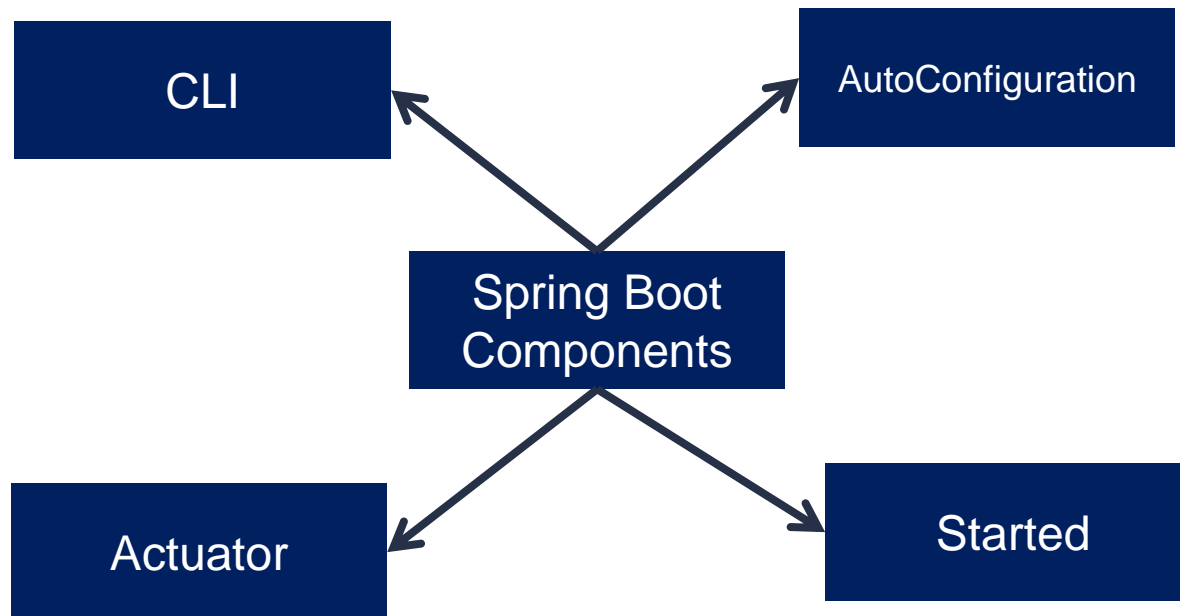 CLI
AutoConfiguration
Spring Boot
Components
Actuator
Started